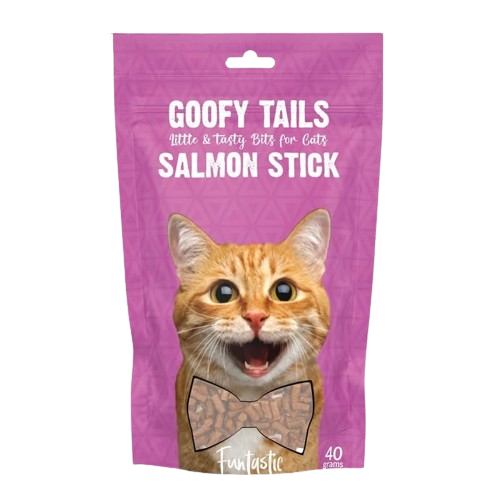 GOOFY TAILS
Little & tasty Bits for Cats
SALMON STICK
Funtastic
40
grams